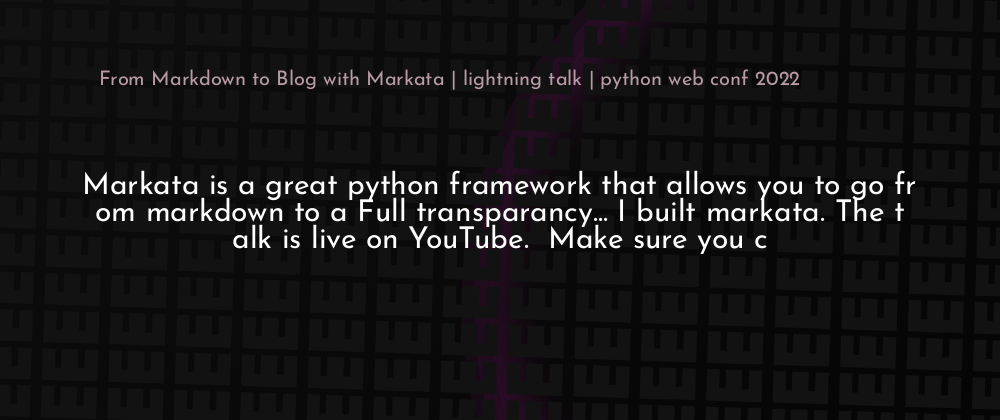 From Markdown to Blog with Markata | lightning talk | python web conf 2022
Markata is a great python framework that allows you to go fr
om markdown to a Full transparancy... I built markata. The t
alk is live on YouTube.  Make sure you c